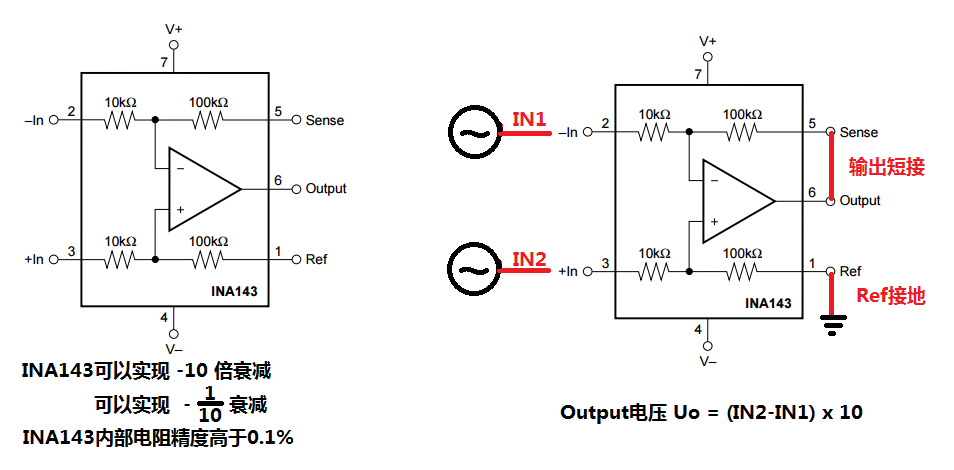 V+
7
10kΩ
100kΩ
–In
2
5
Sense
–
6
Output
+
10kΩ
100kΩ
+In
3
1
Ref
INA143
4
V–
INA143可以实现 -10 倍衰减
可以实现 - 1/10 衰减
INA143内部电阻精度高于0.1%
V+
7
IN1
10kΩ
100kΩ
–In
2
5
Sense
输出短接
–
6
Output
+
IN2
10kΩ
100kΩ
+In
3
1
Ref
Ref接地
INA143
4
V–
Output电压 Uo = (IN2-IN1) x 10